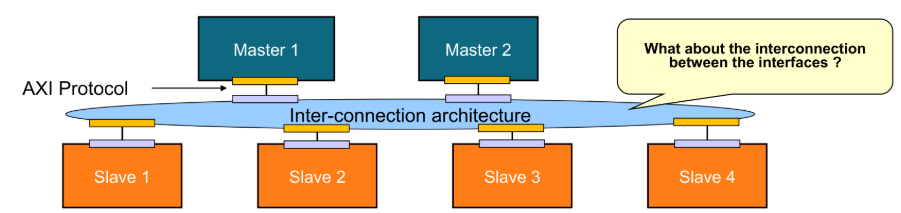 Master 1
Master 2
What about the interconnection
between the interfaces ?
AXI Protocol
Inter-connection architecture
Slave 1
Slave 2
Slave 3
Slave 4